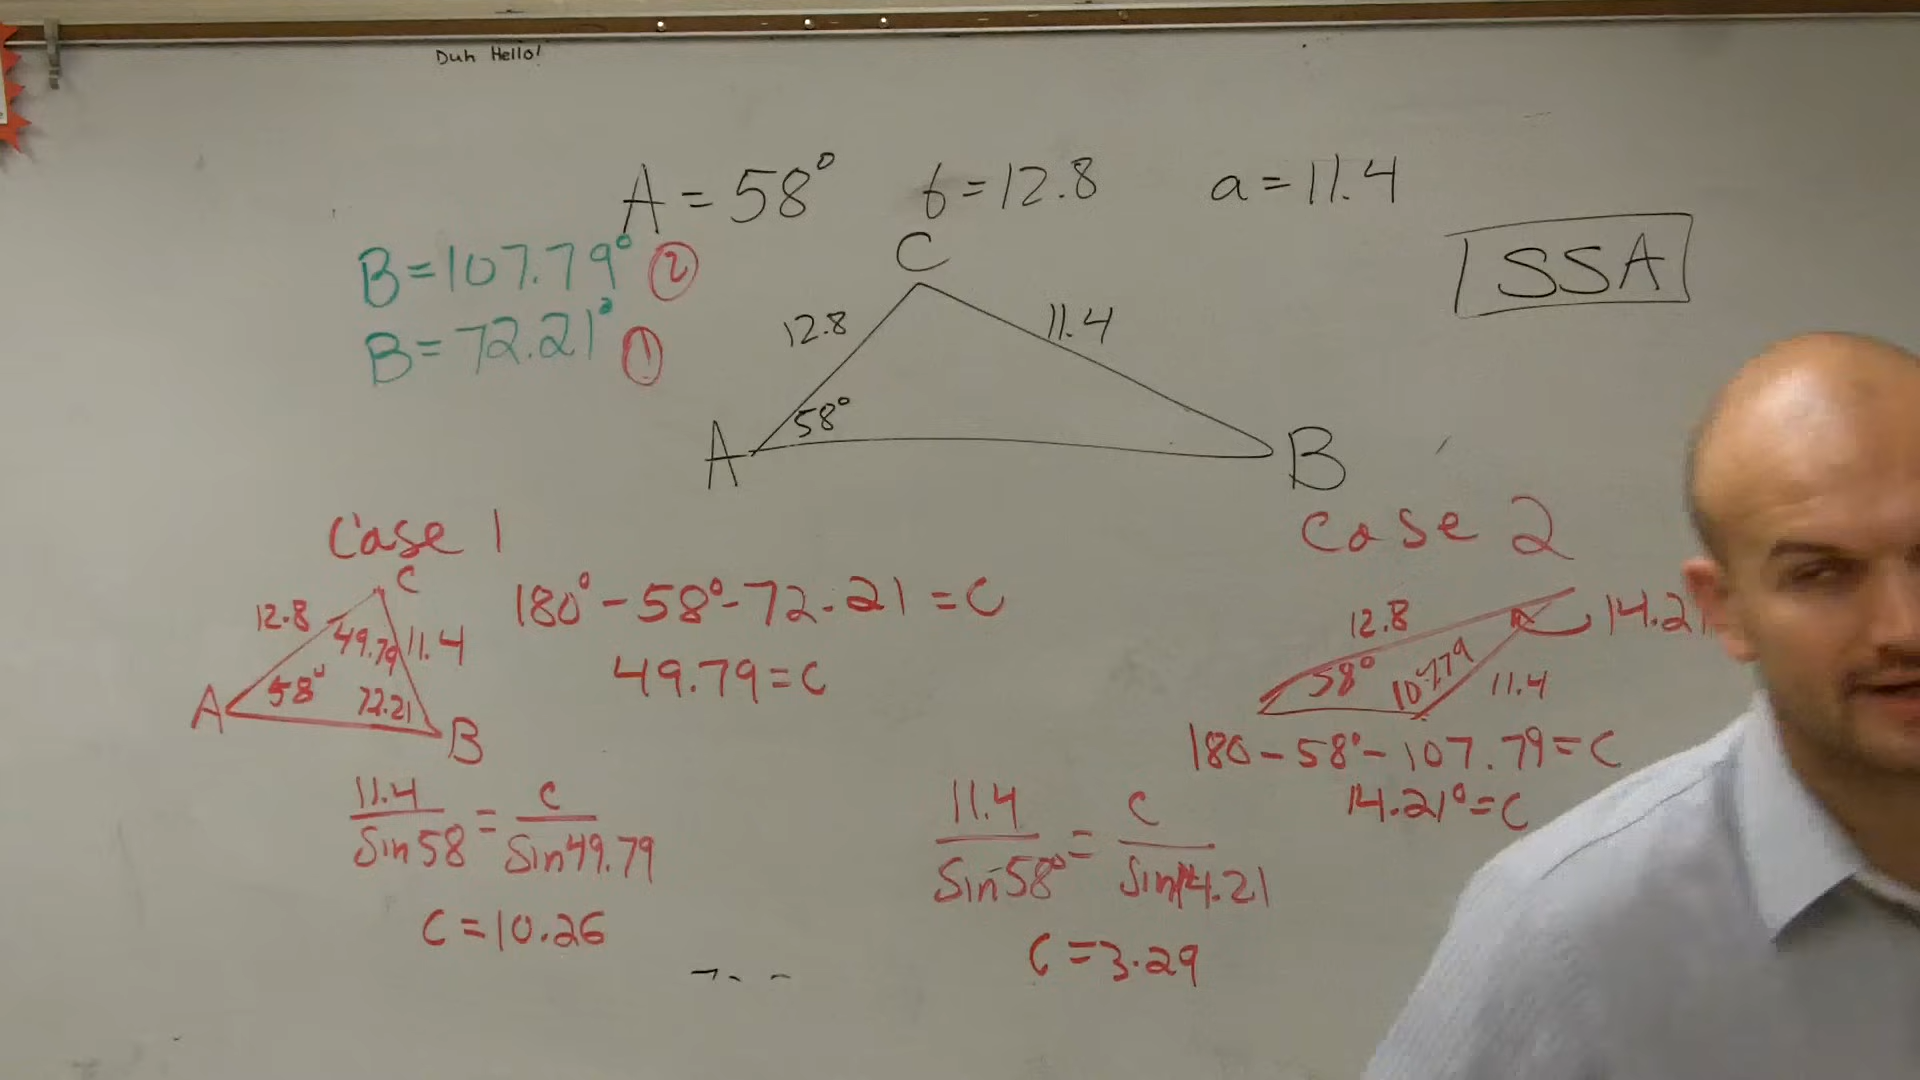 Duh Hello!
A = 58° b = 12.8 a = 11.4
B = 107.79° ②
B = 72.21° ①
SSA
C
12.8 11.4
58°
A B
Case 1
C
12.8 49.79 11.4
A 58° 72.21 B
180° - 58° - 72.21 = C
49.79 = C
11.4 / Sin 58 = c / Sin 49.79
C = 10.26
Case 2
12.8 14.21
58° 107.79 11.4
180 - 58° - 107.79 = C
14.21° = C
11.4 / Sin 58° = c / Sin 14.21
C = 3.29